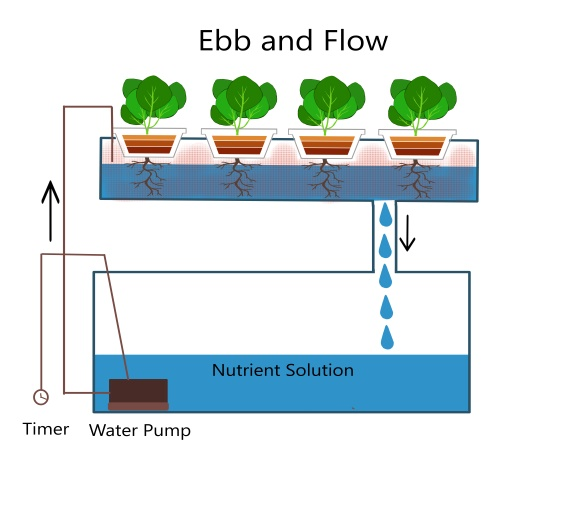 Ebb and Flow
Nutrient Solution
Timer
Water Pump